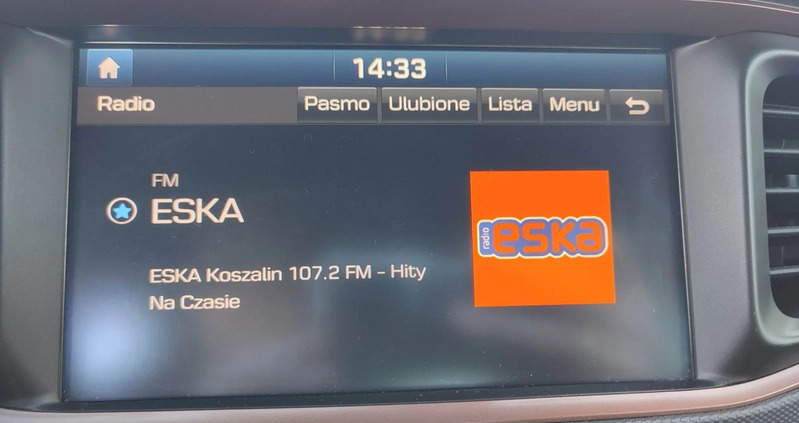 14:33
Radio Pasmo Ulubione Lista Menu
FM
ESKA
radio eska
ESKA Koszalin 107.2 FM - Hity
Na Czasie